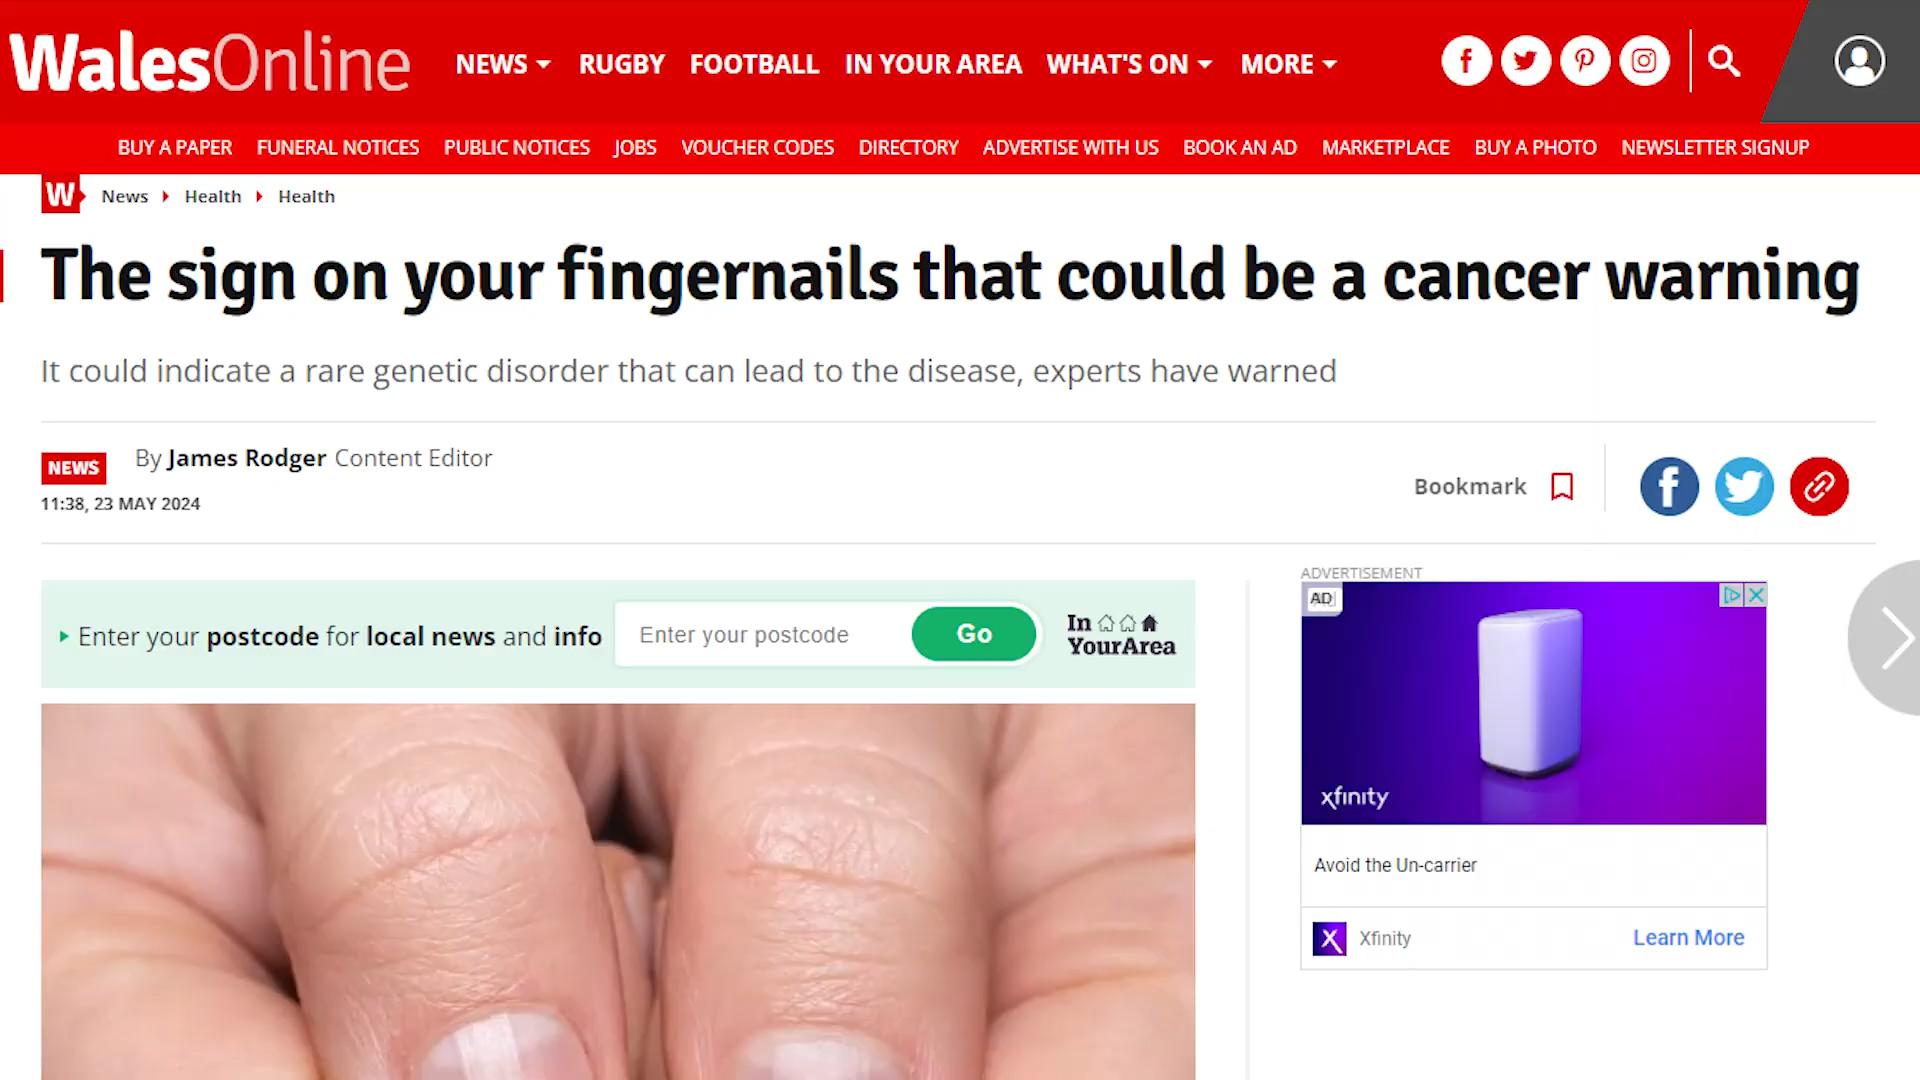 WalesOnline
NEWS RUGBY FOOTBALL IN YOUR AREA WHAT'S ON MORE
BUY A PAPER FUNERAL NOTICES PUBLIC NOTICES JOBS VOUCHER CODES DIRECTORY ADVERTISE WITH US BOOK AN AD MARKETPLACE BUY A PHOTO NEWSLETTER SIGNUP
W News Health Health
The sign on your fingernails that could be a cancer warning
It could indicate a rare genetic disorder that can lead to the disease, experts have warned
NEWS By James Rodger Content Editor
11:38, 23 MAY 2024
Bookmark
Enter your postcode for local news and info Enter your postcode Go
In
YourArea
ADVERTISEMENT
AD
xfinity
Avoid the Un-carrier
X Xfinity Learn More